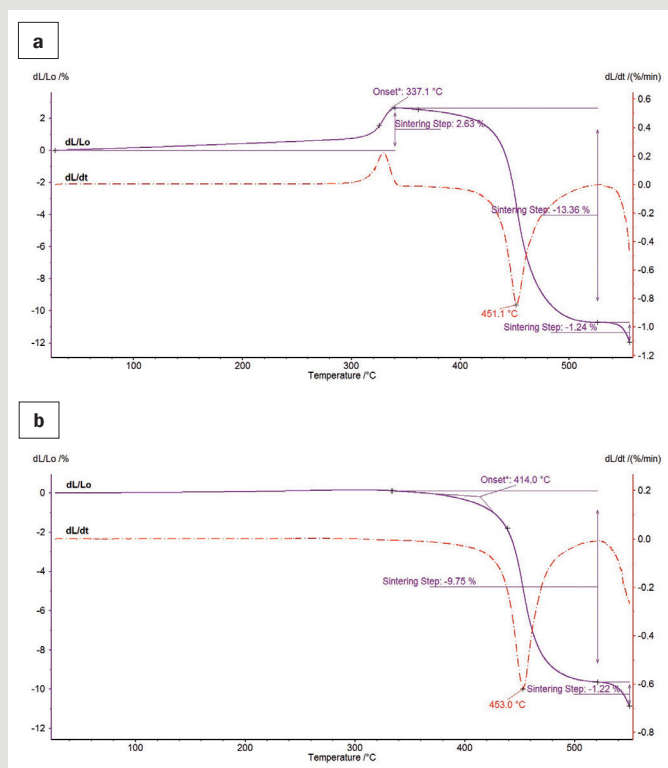 a
dL/Lo /%
dL/dt /(%/min)
Onset*: 337.1 °C
0.6
2
Sintering Step: 2.63 %
0.4
dL/Lo
0
0.2
dL/dt
-2
0.0
-4
Sintering Step: -13.36 %
-0.2
-0.4
-6
-0.6
-8
-0.8
-10
451.1 °C
Sintering Step: -1.24 %
-1.0
-12
-1.2
100
200
300
400
500
Temperature /°C
b
dL/Lo /%
dL/dt /(%/min)
Onset*: 414.0 °C
dL/Lo
0
0.2
dL/dt
-2
0.0
-4
Sintering Step: -9.75 %
-0.2
-6
-0.4
-8
-0.6
-10
Sintering Step: -1.22 %
453.0 °C
-12
-0.8
100
200
300
400
500
Temperature /°C